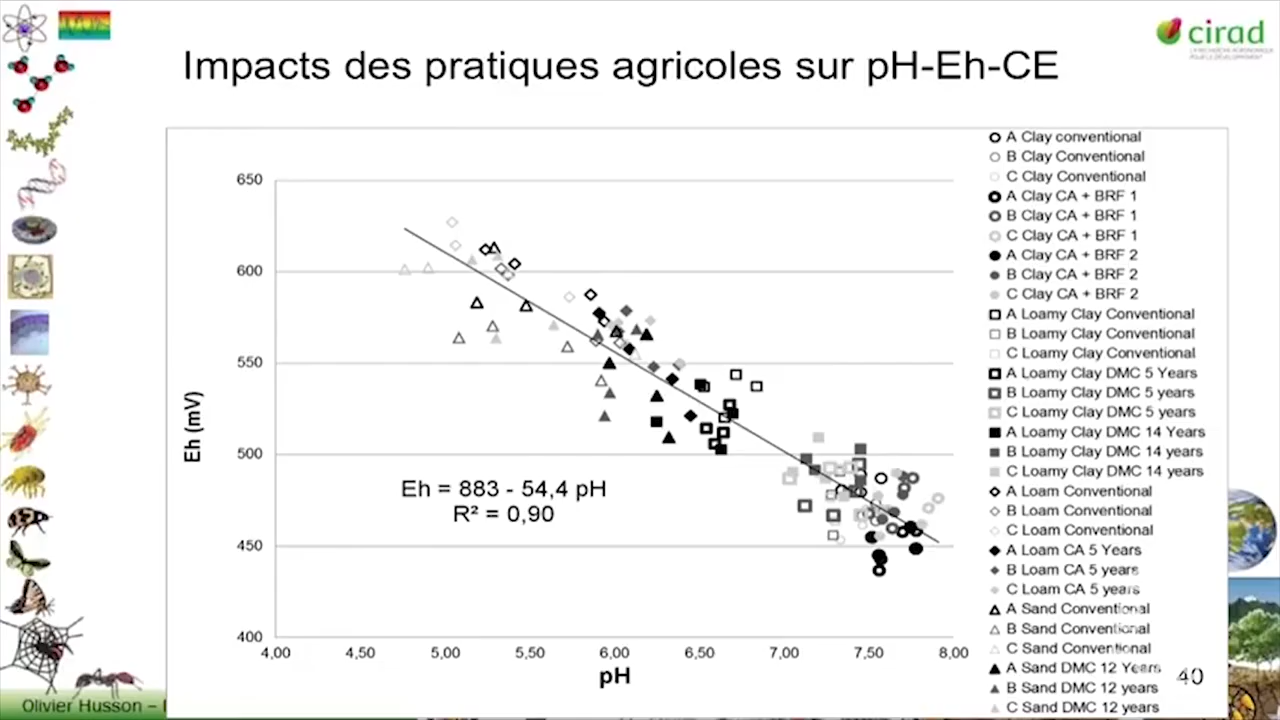 cirad
LA RECHERCHE AGRONOMIQUE
POUR LE DÉVELOPPEMENT
Impacts des pratiques agricoles sur pH-Eh-CE
650
600
550
500
450
400
Eh (mV)
Eh = 883 - 54,4 pH
R² = 0,90
4,00 4,50 5,00 5,50 6,00 6,50 7,00 7,50 8,00
pH
A Clay conventional
B Clay Conventional
C Clay Conventional
A Clay CA + BRF 1
B Clay CA + BRF 1
C Clay CA + BRF 1
A Clay CA + BRF 2
B Clay CA + BRF 2
C Clay CA + BRF 2
A Loamy Clay Conventional
B Loamy Clay Conventional
C Loamy Clay Conventional
A Loamy Clay DMC 5 Years
B Loamy Clay DMC 5 years
C Loamy Clay DMC 5 years
A Loamy Clay DMC 14 Years
B Loamy Clay DMC 14 years
C Loamy Clay DMC 14 years
A Loam Conventional
B Loam Conventional
C Loam Conventional
A Loam CA 5 Years
B Loam CA 5 years
C Loam CA 5 years
A Sand Conventional
B Sand Conventional
C Sand Conventional
A Sand DMC 12 Years
B Sand DMC 12 years
C Sand DMC 12 years
40
Olivier Husson –